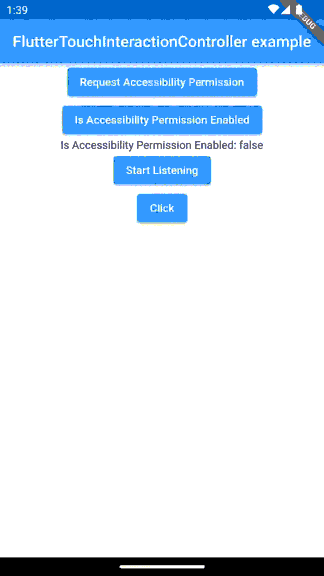 1:39
DEBUG
FlutterTouchInteractionController example
Request Accessibility Permission
Is Accessibility Permission Enabled
Is Accessibility Permission Enabled: false
Start Listening
Click